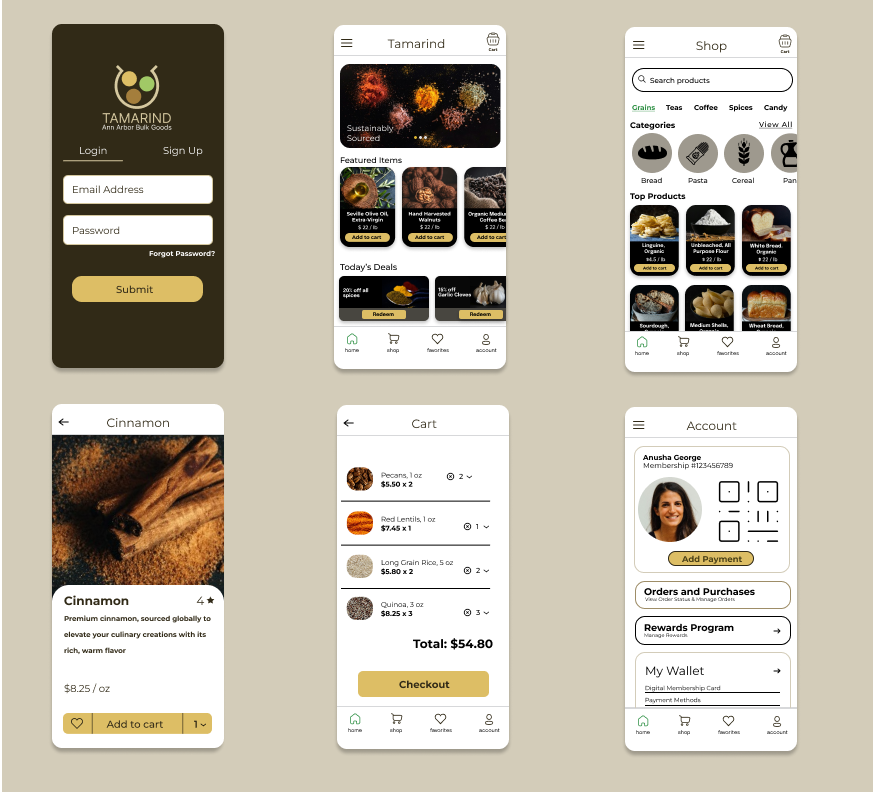 TAMARIND
Ann Arbor Bulk Goods
Login
Sign Up
Email Address
Password
Forgot Password?
Submit
Tamarind
Cart
Sustainably
Sourced
Featured Items
Seville Olive Oil,
Extra-Virgin
$ 22 / lb
Add to cart
Hand Harvested
Walnuts
$ 22 / lb
Add to cart
Organic Medium
Coffee Bea
$ 22 / lb
Add to cart
Today's Deals
20% off all
spices
Redeem
15% off
Garlic Cloves
Redeem
home
shop
favorites
account
Shop
Cart
Search products
Grains
Teas
Coffee
Spices
Candy
Categories
View All
Bread
Pasta
Cereal
Pan
Top Products
Linguine,
Organic
$4.5 / lb
Add to cart
Unbleached, All
Purpose Flour
$ 22 / lb
Add to cart
White Bread,
Organic
$ 22 / lb
Add to cart
Sourdough,
Medium Shells,
Wheat Bread,
home
shop
favorites
account
Cinnamon
Cinnamon
4
Premium cinnamon, sourced globally to
elevate your culinary creations with its
rich, warm flavor
$8.25 / oz
Add to cart
1
Cart
Pecans, 1 oz
$5.50 x 2
2
Red Lentils, 1 oz
$7.45 x 1
1
Long Grain Rice, 5 oz
$5.80 x 2
2
Quinoa, 3 oz
$8.25 x 3
3
Total: $54.80
Checkout
home
shop
favorites
account
Account
Anusha George
Membership #123456789
Add Payment
Orders and Purchases
View Order Status & Manage Orders
Rewards Program
Manage Rewards
My Wallet
Digital Membership Card
Payment Methods
home
shop
favorites
account